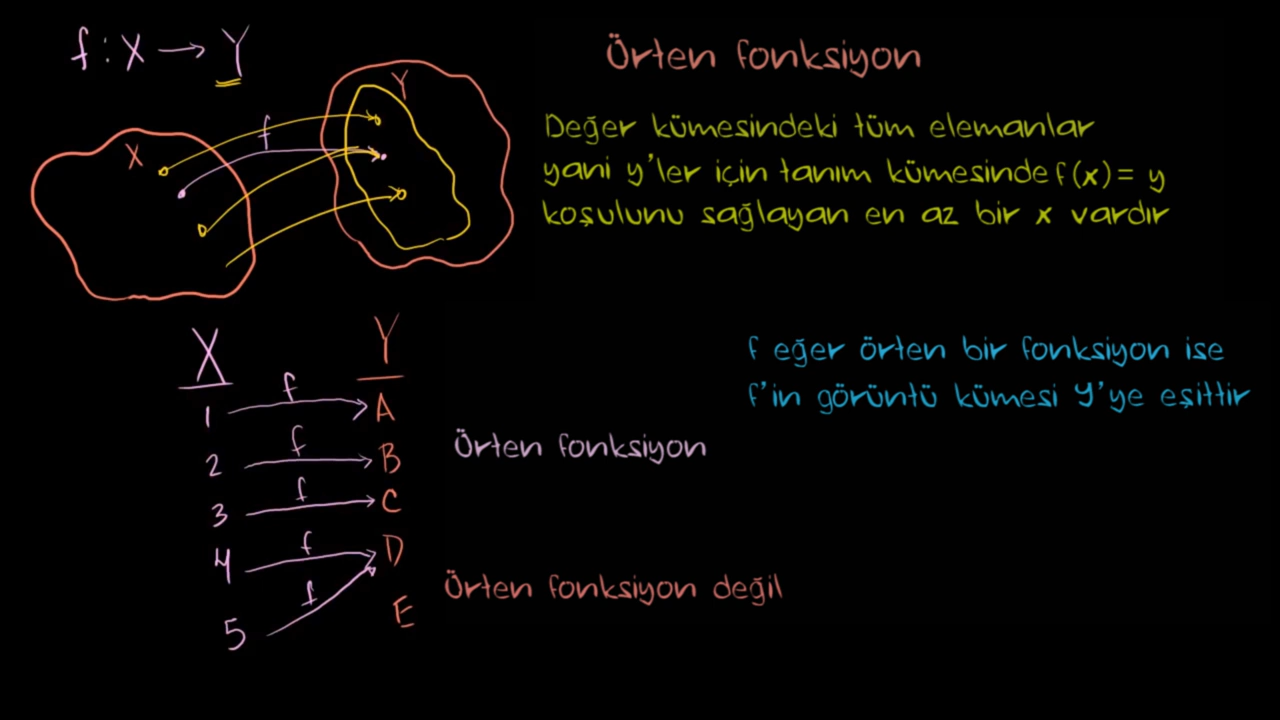 f : X → Y
Örten fonksiyon
Değer kümesindeki tüm elemanlar
yani y'ler için tanım kümesinde f(x) = y
koşulunu sağlayan en az bir x vardır
X
f
Y
X
Y
f eğer örten bir fonksiyon ise
f'in görüntü kümesi Y'ye eşittir
1 f A
2 f B
Örten fonksiyon
3 f C
4 f D
Örten fonksiyon değil
5 f E